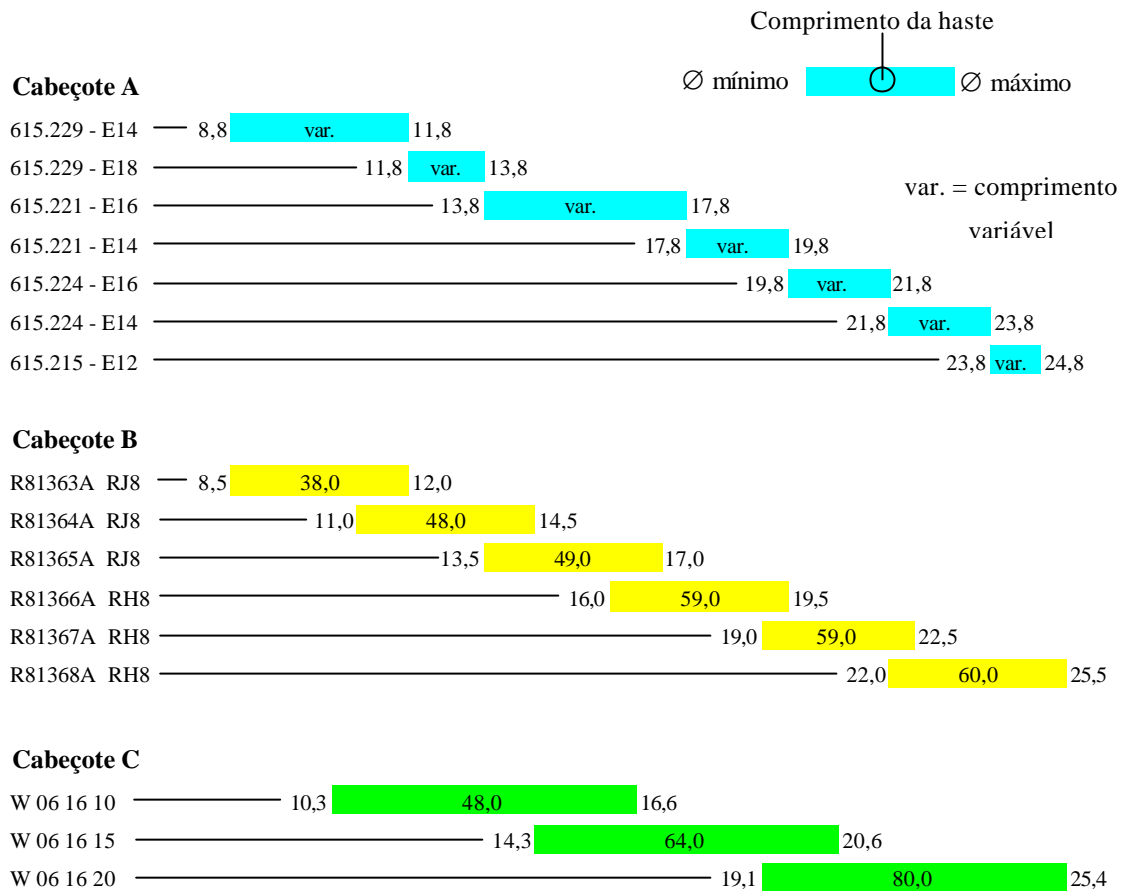 Comprimento da haste
Cabeçote A
∅ mínimo ∅ máximo
615.229 - E14 8,8 var. 11,8
615.229 - E18 11,8 var. 13,8
var. = comprimento
615.221 - E16 13,8 var. 17,8
variável
615.221 - E14 17,8 var. 19,8
615.224 - E16 19,8 var. 21,8
615.224 - E14 21,8 var. 23,8
615.215 - E12 23,8 var. 24,8
Cabeçote B
R81363A RJ8 8,5 38,0 12,0
R81364A RJ8 11,0 48,0 14,5
R81365A RJ8 13,5 49,0 17,0
R81366A RH8 16,0 59,0 19,5
R81367A RH8 19,0 59,0 22,5
R81368A RH8 22,0 60,0 25,5
Cabeçote C
W 06 16 10 10,3 48,0 16,6
W 06 16 15 14,3 64,0 20,6
W 06 16 20 19,1 80,0 25,4